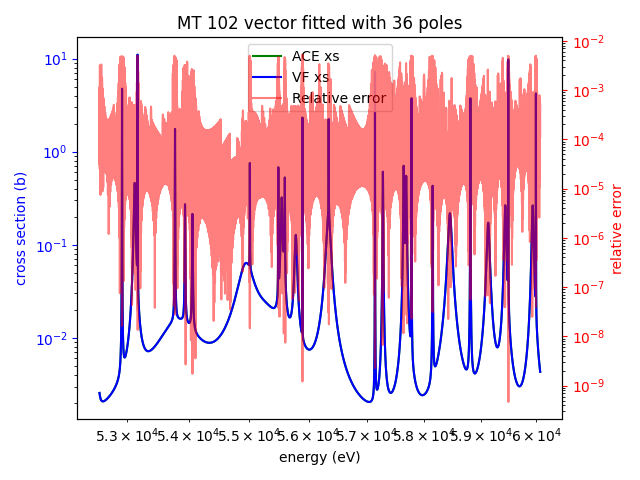 MT 102 vector fitted with 36 poles
ACE xs
VF xs
Relative error
cross section (b)
10¹
10⁰
10⁻¹
10⁻²
relative error
10⁻²
10⁻³
10⁻⁴
10⁻⁵
10⁻⁶
10⁻⁷
10⁻⁸
10⁻⁹
5.3 × 10⁴ 5.4 × 10⁴ 5.5 × 10⁴ 5.6 × 10⁴ 5.7 × 10⁴ 5.8 × 10⁴ 5.9 × 10⁴ 6 × 10⁴
energy (eV)